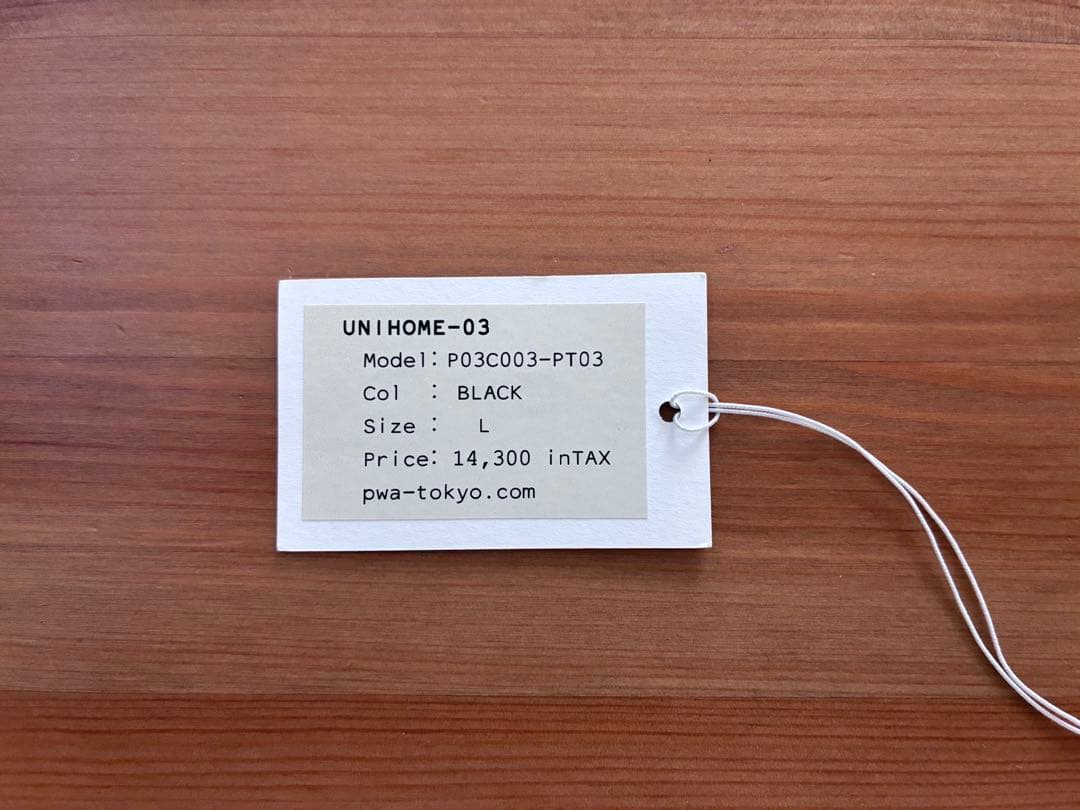 UNIHOME-03
Model: P03C003-PT03
Col : BLACK
Size : L
Price: 14,300 inTAX
pwa-tokyo.com